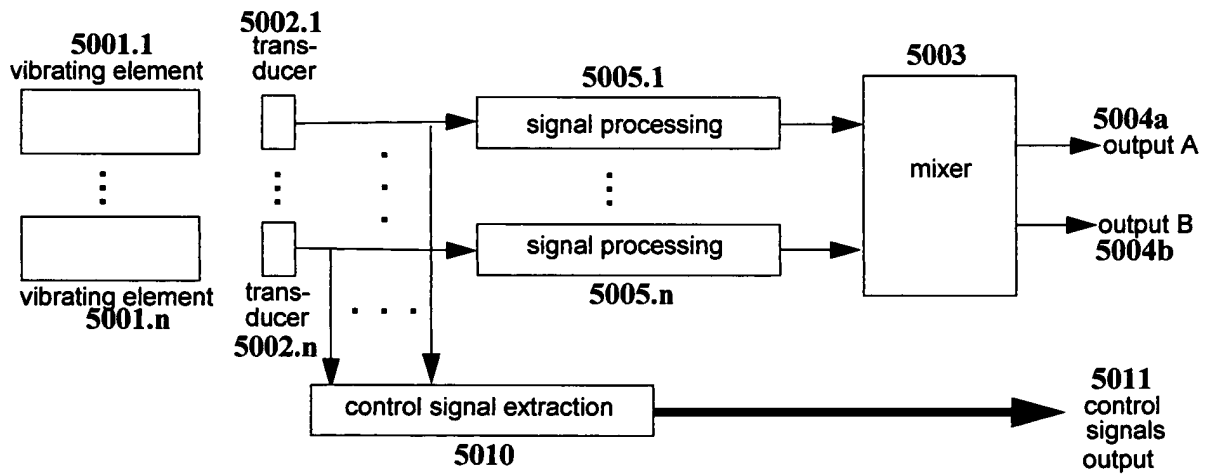 5001.1
vibrating element
5002.1
trans-
ducer
5005.1
signal processing
5003
mixer
5004a
output A
output B
5004b
signal processing
5005.n
vibrating element
5001.n
trans-
ducer
5002.n
control signal extraction
5010
5011
control
signals
output